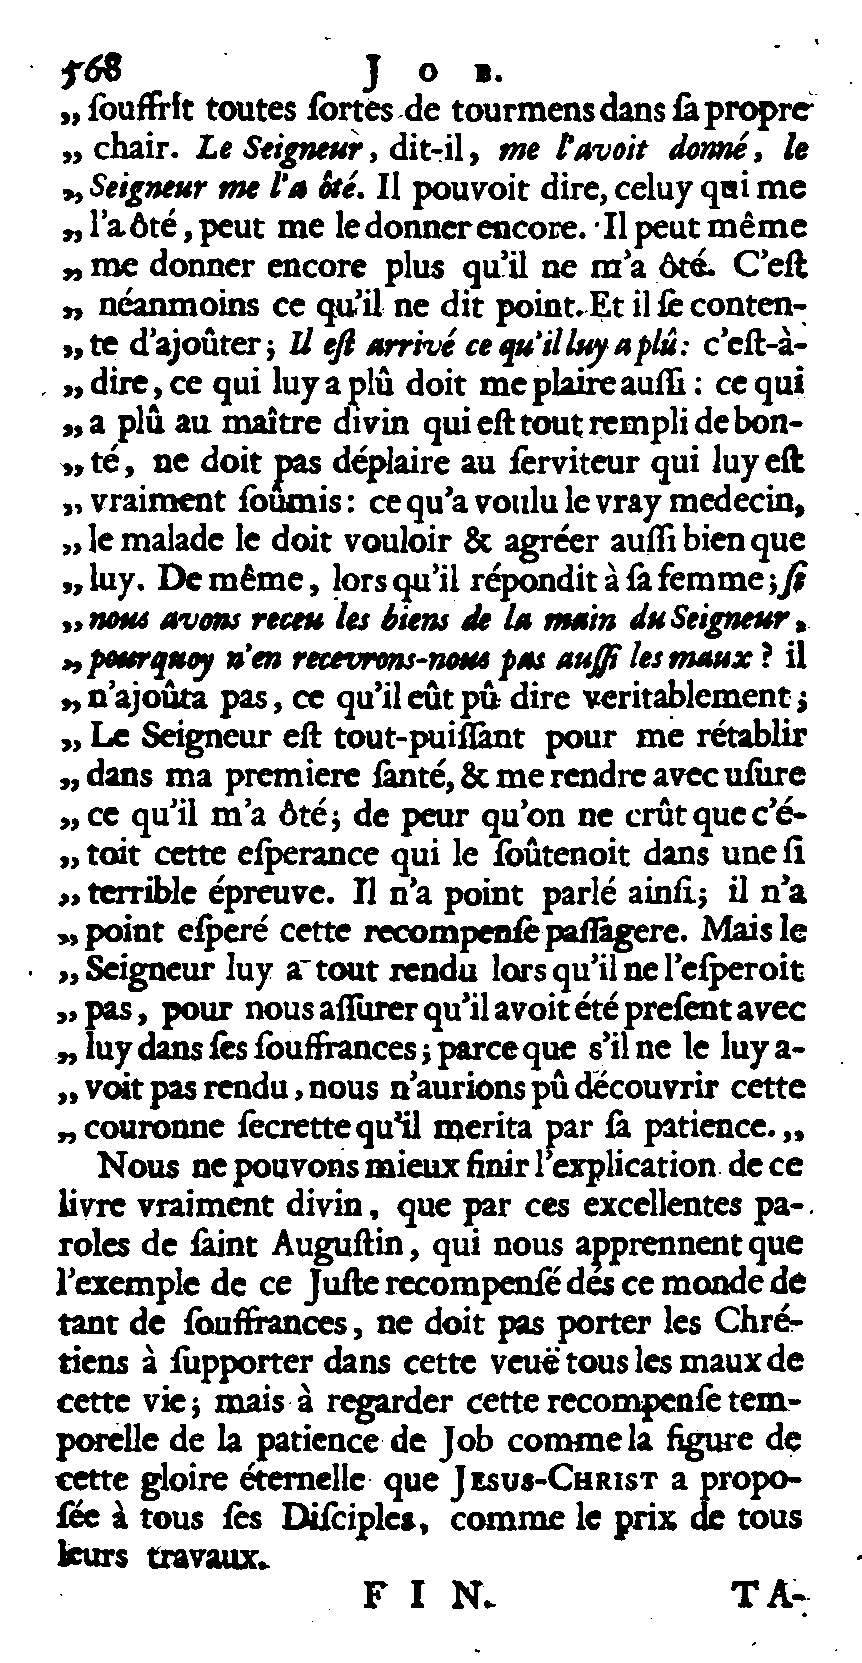 568 J O B.
„ ſouffrit toutes ſortes de tourmens dans ſa propre
„ chair. Le Seigneur, dit-il, me l'avoit donné, le
„ Seigneur me l'a ôté. Il pouvoit dire, celuy qui me
„ l'a ôté, peut me le donner encore. Il peut même
„ me donner encore plus qu'il ne m'a ôté. C'eſt
„ néanmoins ce qu'il ne dit point. Et il ſe conten-
„ te d'ajoûter; Il eſt arrivé ce qu'il luy a plû: c'eſt-à-
„ dire, ce qui luy a plû doit me plaire auſſi : ce qui
„ a plû au maître divin qui eſt tout rempli de bon-
„ té, ne doit pas déplaire au ſerviteur qui luy eſt
„ vraiment ſoûmis: ce qu'a voulu le vray medecin,
„ le malade le doit vouloir & agréer auſſi bien que
„ luy. De même, lors qu'il répondit à ſa femme; ſi
„ nous avons receu les biens de la main du Seigneur,
„ pourquoy n'en recevrons-nous pas auſſi les maux ? il
„ n'ajoûta pas, ce qu'il eût pû dire veritablement;
„ Le Seigneur eſt tout-puiſſant pour me rétablir
„ dans ma premiere ſanté, & me rendre avec uſure
„ ce qu'il m'a ôté; de peur qu'on ne crût que c'é-
„ toit cette eſperance qui le ſoûtenoit dans une ſi
„ terrible épreuve. Il n'a point parlé ainſi; il n'a
„ point eſperé cette recompenſe paſſagere. Mais le
„ Seigneur luy a tout rendu lors qu'il ne l'eſperoit
„ pas, pour nous aſſurer qu'il avoit été preſent avec
„ luy dans ſes ſouffrances; parce que s'il ne le luy a-
„ voit pas rendu, nous n'aurions pû découvrir cette
„ couronne ſecrette qu'il merita par ſa patience. „
Nous ne pouvons mieux finir l'explication de ce
livre vraiment divin, que par ces excellentes pa-
roles de ſaint Auguſtin, qui nous apprennent que
l'exemple de ce Juſte recompenſé dés ce monde de
tant de ſouffrances, ne doit pas porter les Chré-
tiens à ſupporter dans cette veuë tous les maux de
cette vie; mais à regarder cette recompenſe tem-
porelle de la patience de Job comme la figure de
cette gloire éternelle que JESUS-CHRIST a propo-
ſée à tous ſes Diſciples, comme le prix de tous
leurs travaux.
F I N. TA-